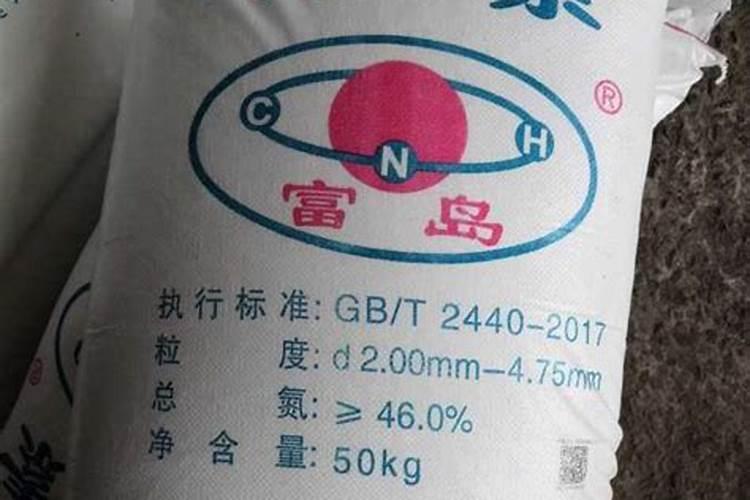 素
®
C N H
富岛
执行标准: GB/T 2440-2017
粒度: d 2.00mm-4.75mm
总氮: ≥ 46.0%
净含量: 50kg